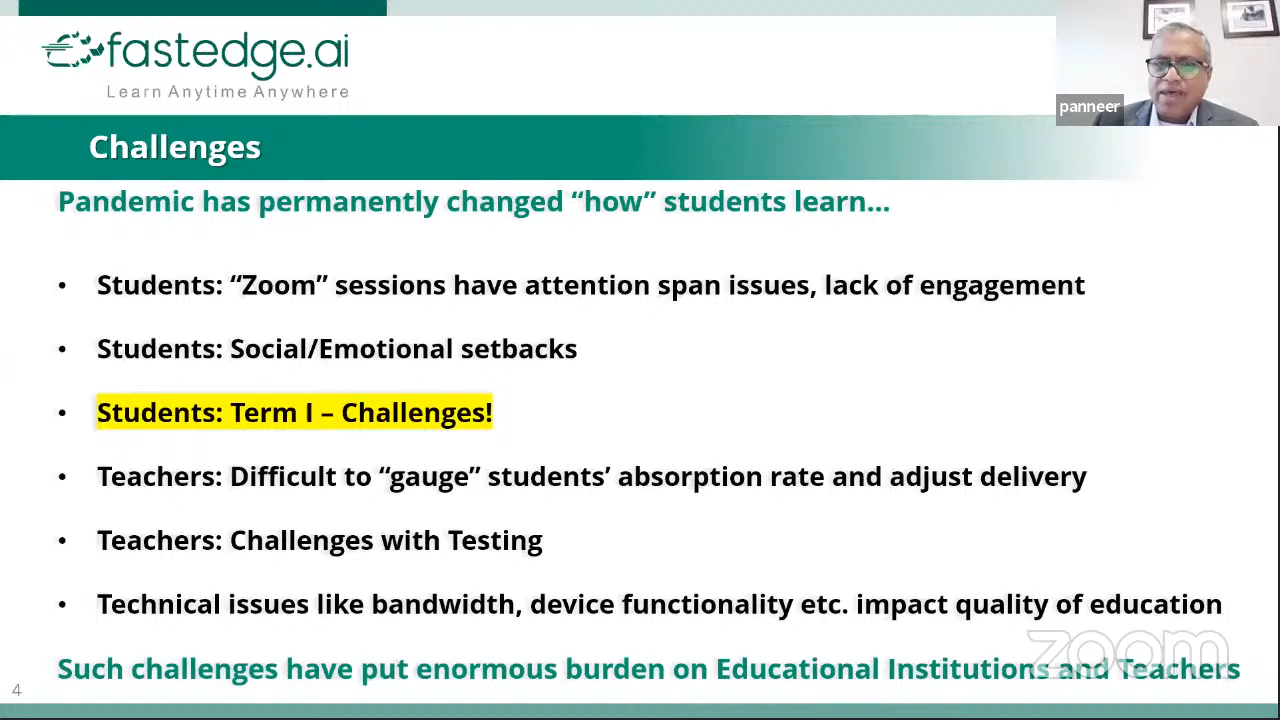 fastedge.ai
Learn Anytime Anywhere
panneer
Challenges
Pandemic has permanently changed “how” students learn...
• Students: “Zoom” sessions have attention span issues, lack of engagement
• Students: Social/Emotional setbacks
• Students: Term I – Challenges!
• Teachers: Difficult to “gauge” students’ absorption rate and adjust delivery
• Teachers: Challenges with Testing
• Technical issues like bandwidth, device functionality etc. impact quality of education
zoom
Such challenges have put enormous burden on Educational Institutions and Teachers
4